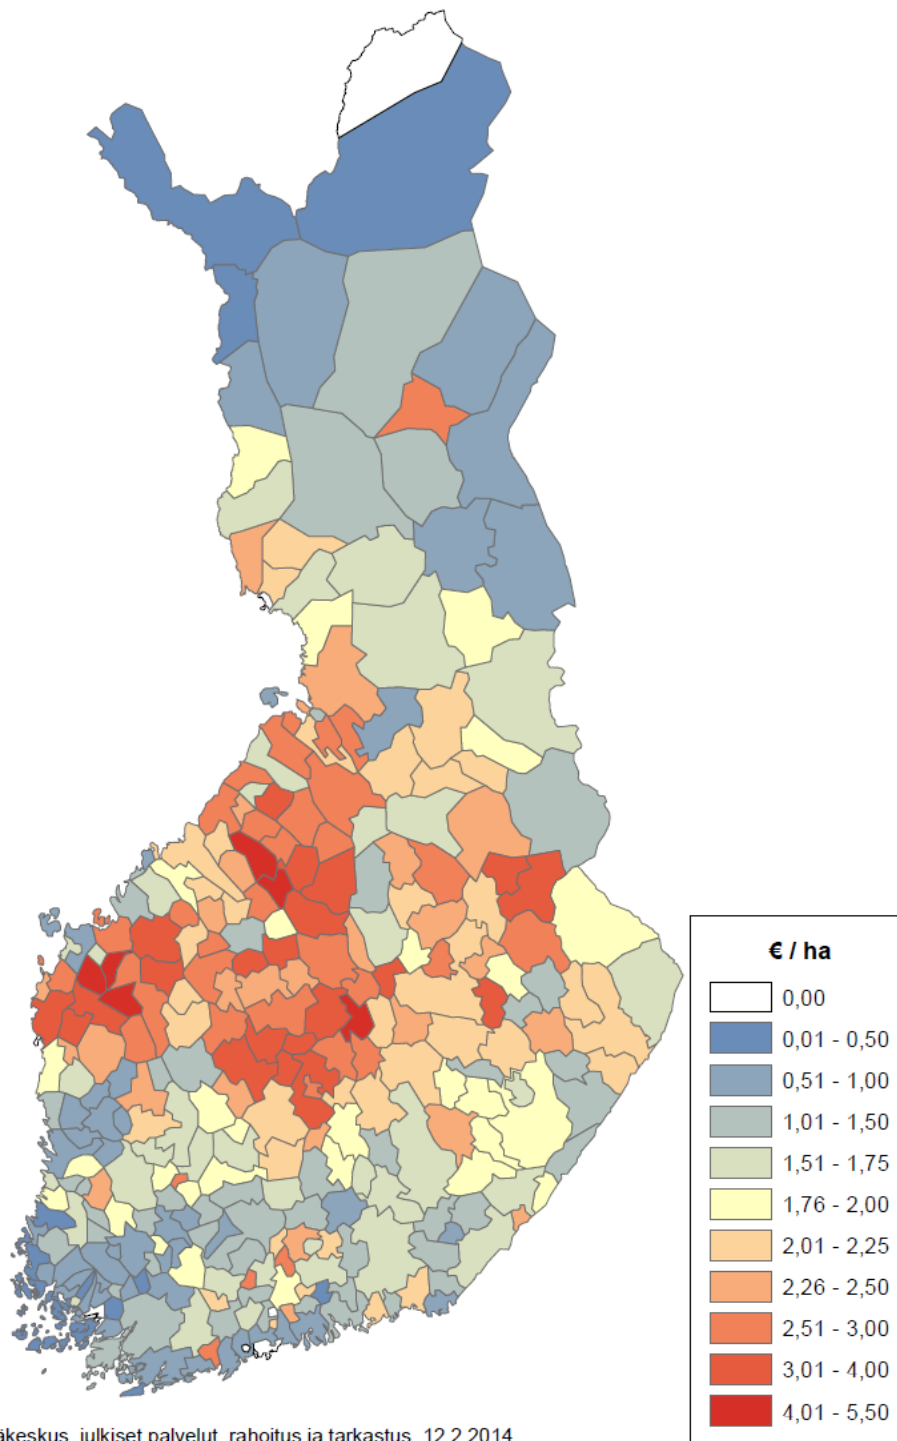 € / ha
0,00
0,01 - 0,50
0,51 - 1,00
1,01 - 1,50
1,51 - 1,75
1,76 - 2,00
2,01 - 2,25
2,26 - 2,50
2,51 - 3,00
3,01 - 4,00
4,01 - 5,50
julkiset palvelut, rahoitus ja tarkastus 12.2.2014